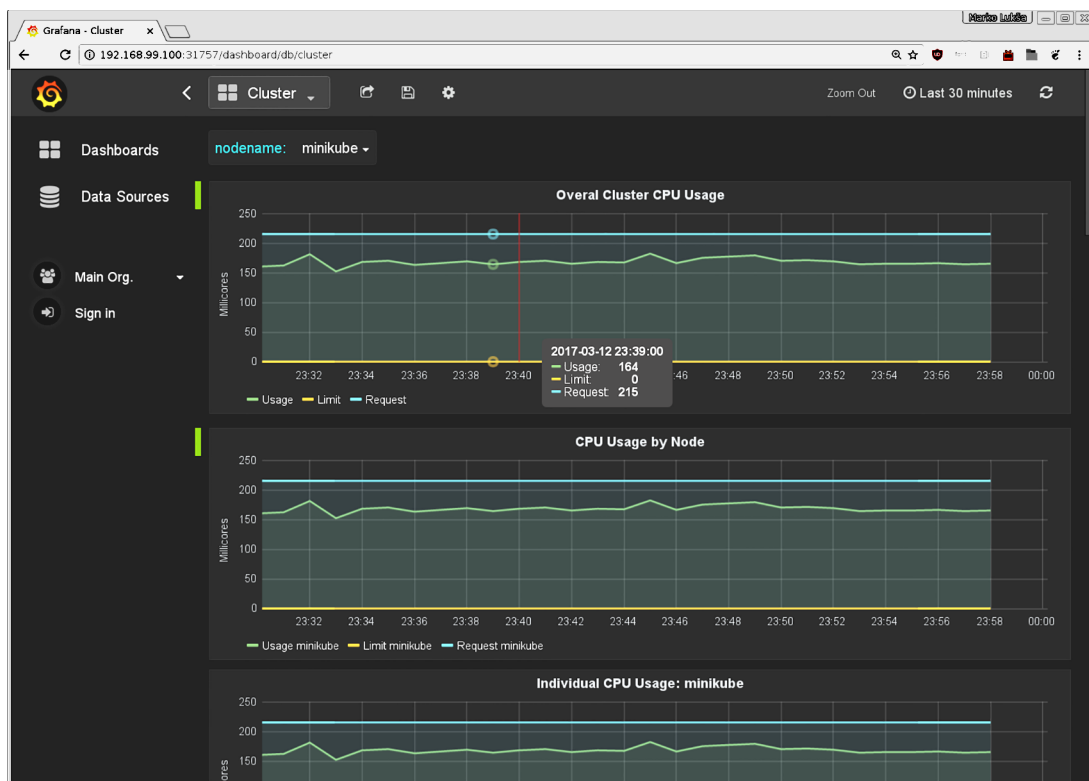 Marko Lukša
Grafana - Cluster x
192.168.99.100:31757/dashboard/db/cluster
Cluster
Zoom Out
Last 30 minutes
Dashboards
Data Sources
Main Org.
Sign in
nodename: minikube
Overal Cluster CPU Usage
250
200
150
100
50
0
Millicores
23:32 23:34 23:36 23:38 23:40 :46 23:48 23:50 23:52 23:54 23:56 23:58 00:00
2017-03-12 23:39:00
Usage: 164
Limit: 0
Request: 215
Usage Limit Request
CPU Usage by Node
250
200
150
100
50
0
Millicores
23:32 23:34 23:36 23:38 23:40 23:42 23:44 23:46 23:48 23:50 23:52 23:54 23:56 23:58 00:00
Usage minikube Limit minikube Request minikube
Individual CPU Usage: minikube
250
200
150